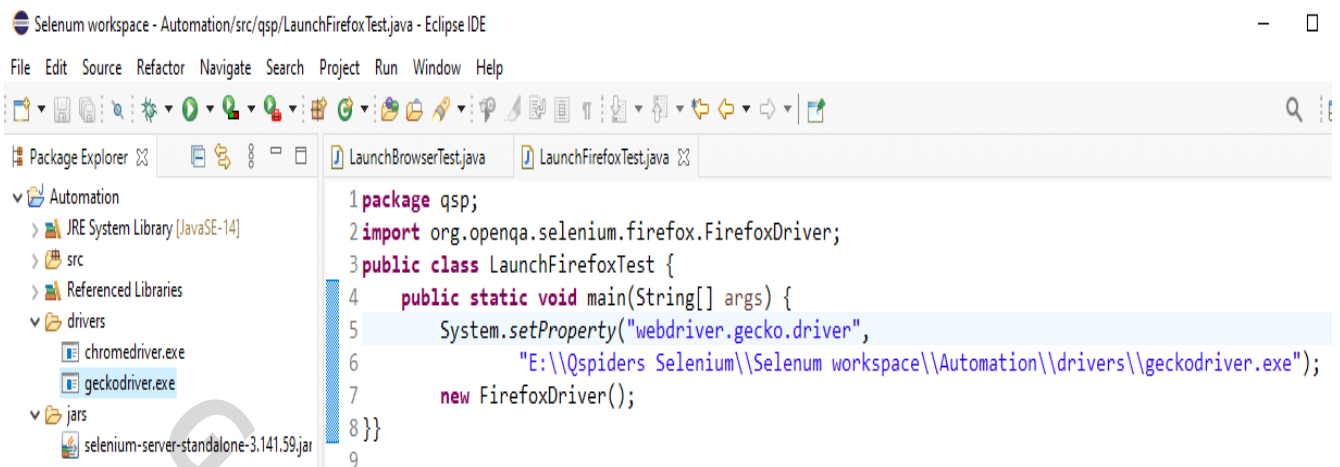 Selenum workspace - Automation/src/qsp/LaunchFirefoxTest.java - Eclipse IDE
File Edit Source Refactor Navigate Search Project Run Window Help
Package Explorer
LaunchBrowserTest.java LaunchFirefoxTest.java
Automation
JRE System Library [JavaSE-14]
src
Referenced Libraries
drivers
chromedriver.exe
geckodriver.exe
jars
selenium-server-standalone-3.141.59.jar
1 package qsp;
2 import org.openqa.selenium.firefox.FirefoxDriver;
3 public class LaunchFirefoxTest {
4 public static void main(String[] args) {
5 System.setProperty("webdriver.gecko.driver",
6 "E:\\Qspiders Selenium\\Selenum workspace\\Automation\\drivers\\geckodriver.exe");
7 new FirefoxDriver();
8 }}
9